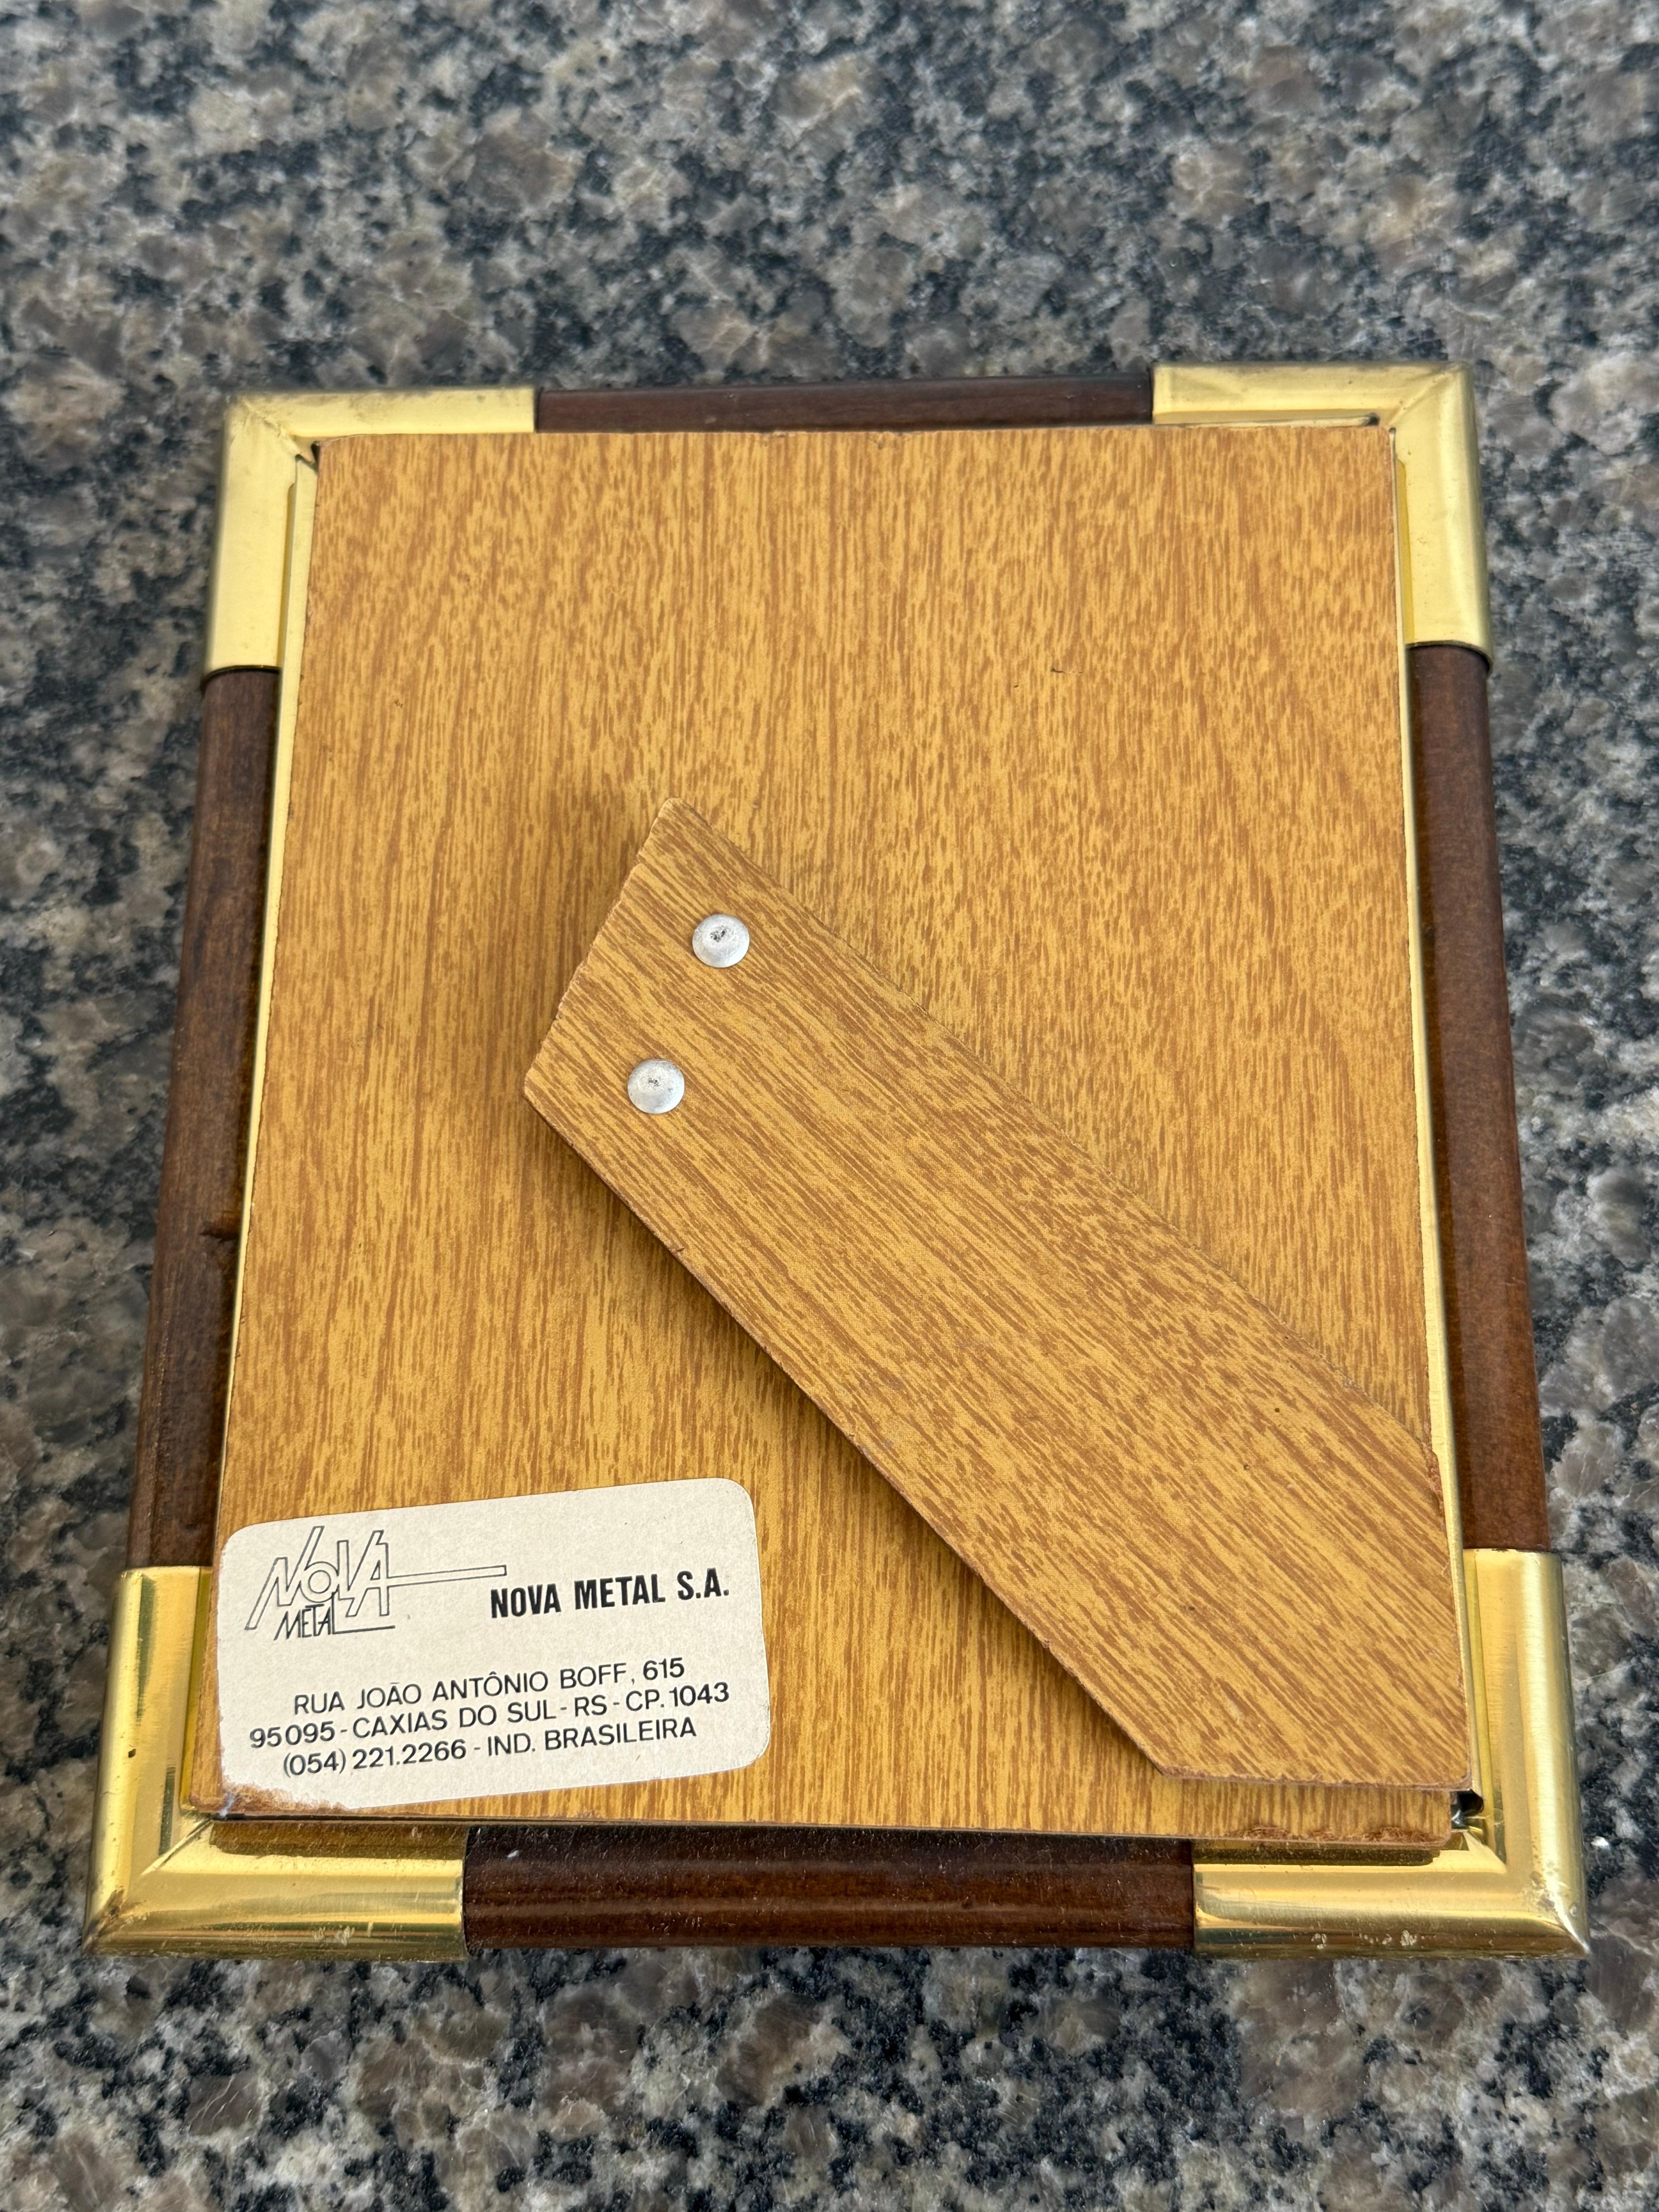 NOVA
METAL
NOVA METAL S.A.
RUA JOÃO ANTÔNIO BOFF, 615
95095 - CAXIAS DO SUL - RS - CP. 1043
(054) 221.2266 - IND. BRASILEIRA